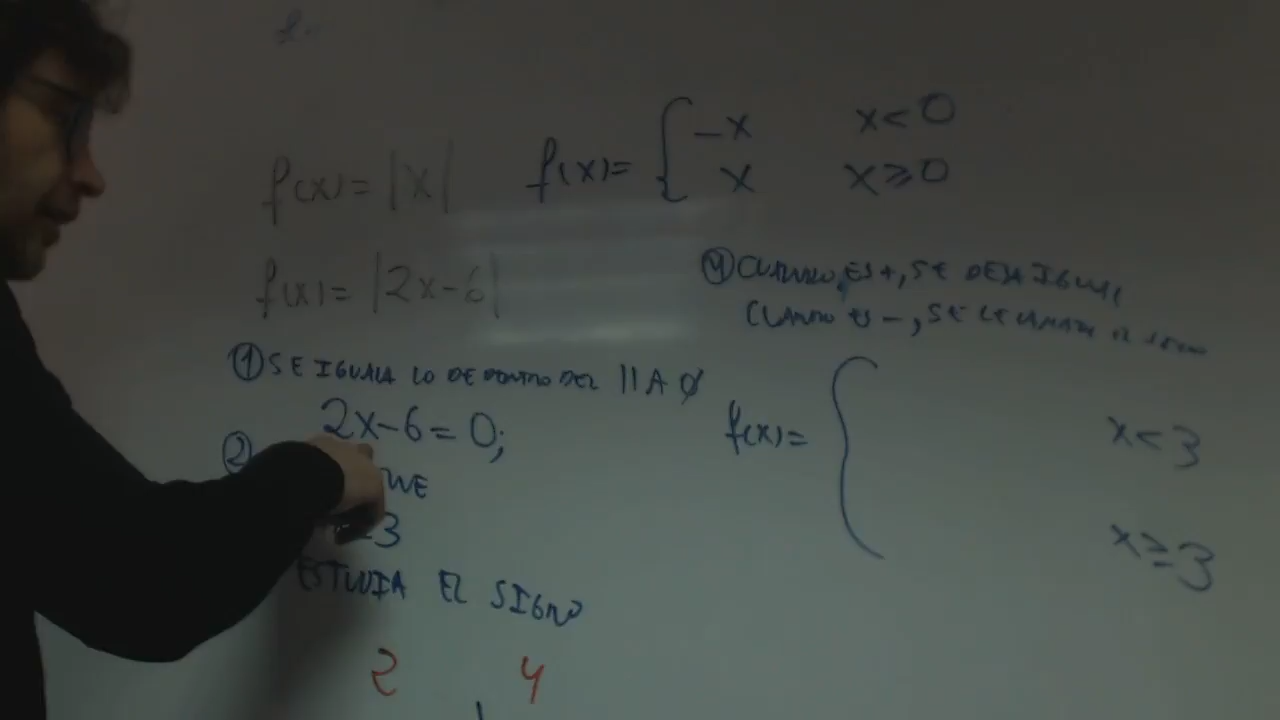 f(x)=|x| f(x)= { -x x<0
x x≥0
f(x)= |2x-6|
① SE IGUALA LO DE DENTRO DEL || A 0
2x-6=0;
②
3
ESTUDIA EL SIGNO
2 4
④ CUANDO ES +, SE DEJA IGUAL
CUANDO ES -, SE LE CAMBIA EL SIGNO
f(x)= {
x<3
x≥3